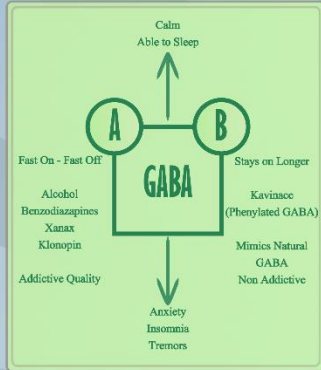 Calm
Able to Sleep
A
B
Fast On - Fast Off
Stays on Longer
GABA
Alcohol
Benzodiazapines
Xanax
Klonopin
Kavinace
(Phenylated GABA)
Mimics Natural
GABA
Non Addictive
Addictive Quality
Anxiety
Insomnia
Tremors